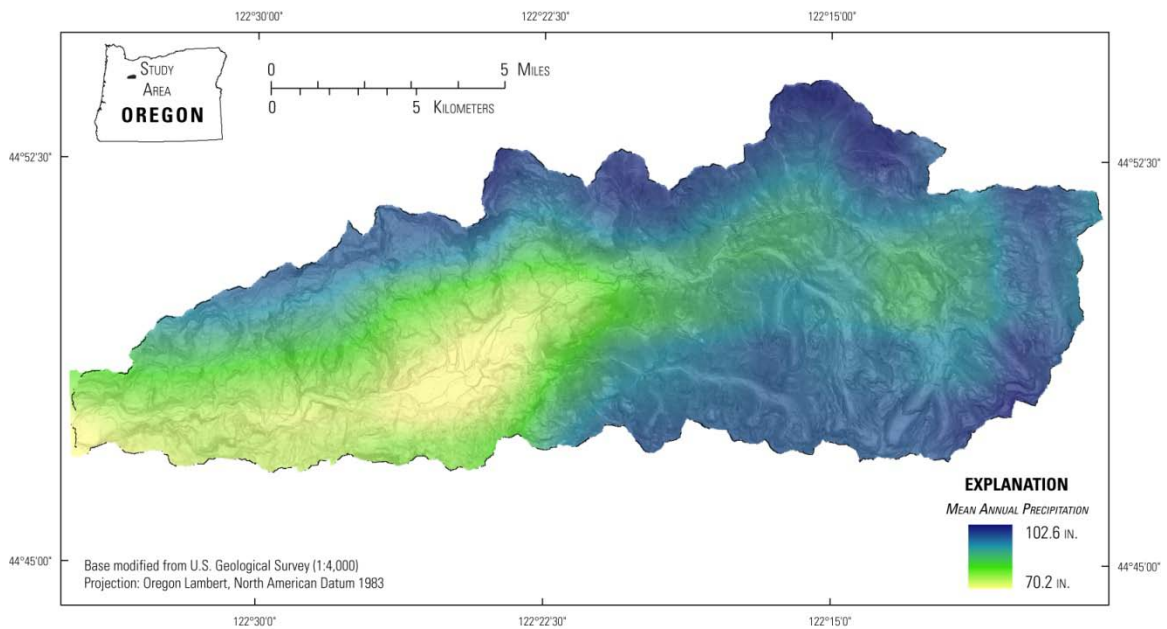 122°30'00"
122°22'30"
122°15'00"
STUDY
AREA
OREGON
0 5 MILES
0 5 KILOMETERS
44°52'30"
44°52'30"
EXPLANATION
MEAN ANNUAL PRECIPITATION
102.6 IN.
70.2 IN.
44°45'00"
44°45'00"
Base modified from U.S. Geological Survey (1:4,000)
Projection: Oregon Lambert, North American Datum 1983
122°30'00"
122°22'30"
122°15'0"